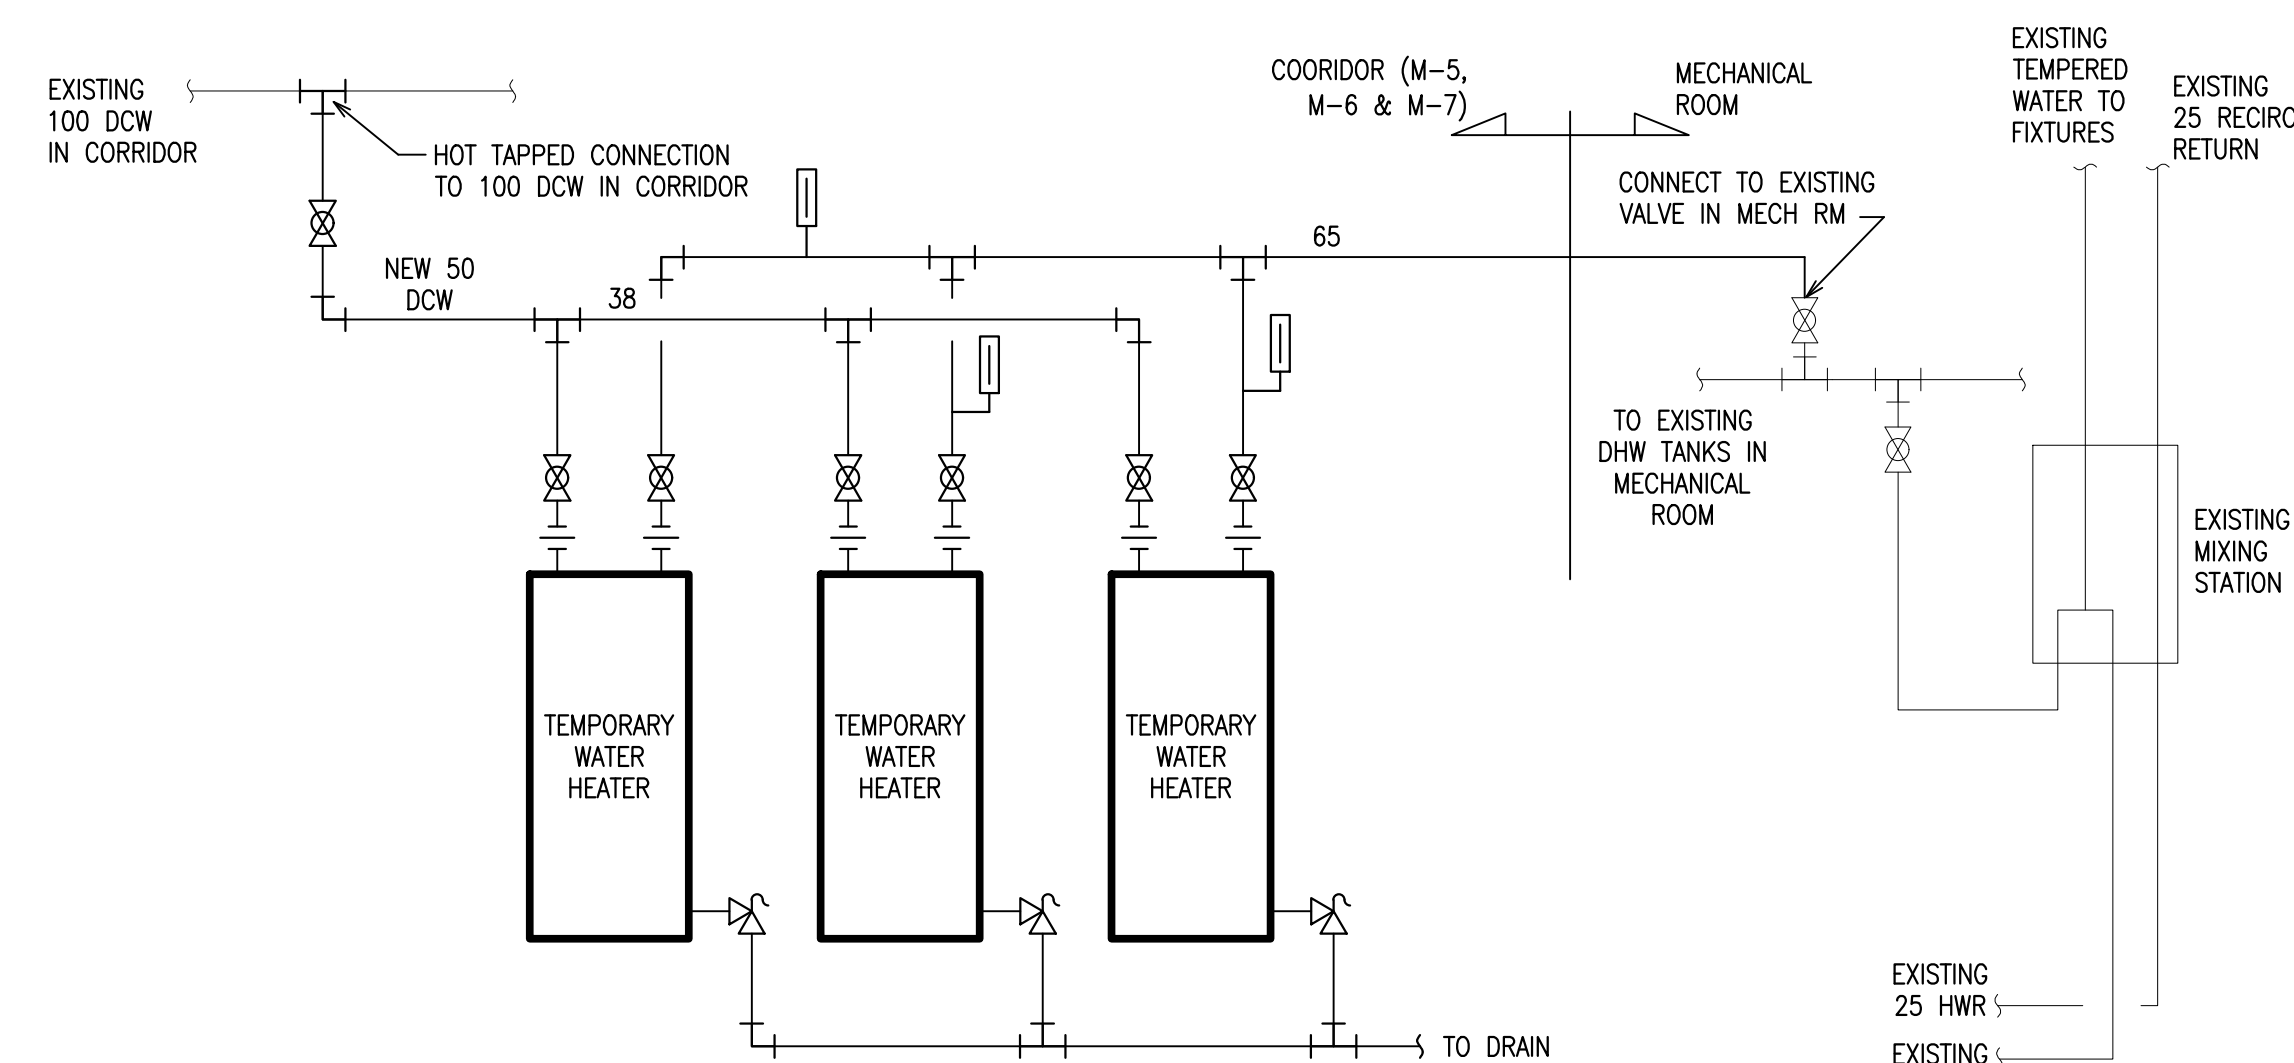 EXISTING
100 DCW
IN CORRIDOR
HOT TAPPED CONNECTION
TO 100 DCW IN CORRIDOR
NEW 50
DCW
38
65
COORIDOR (M-5,
M-6 & M-7)
MECHANICAL
ROOM
CONNECT TO EXISTING
VALVE IN MECH RM
EXISTING
TEMPERED
WATER TO
FIXTURES
EXISTING
25 RECIRC
RETURN
TO EXISTING
DHW TANKS IN
MECHANICAL
ROOM
EXISTING
MIXING
STATION
TEMPORARY
WATER
HEATER
TEMPORARY
WATER
HEATER
TEMPORARY
WATER
HEATER
TO DRAIN
EXISTING
25 HWR
EXISTING